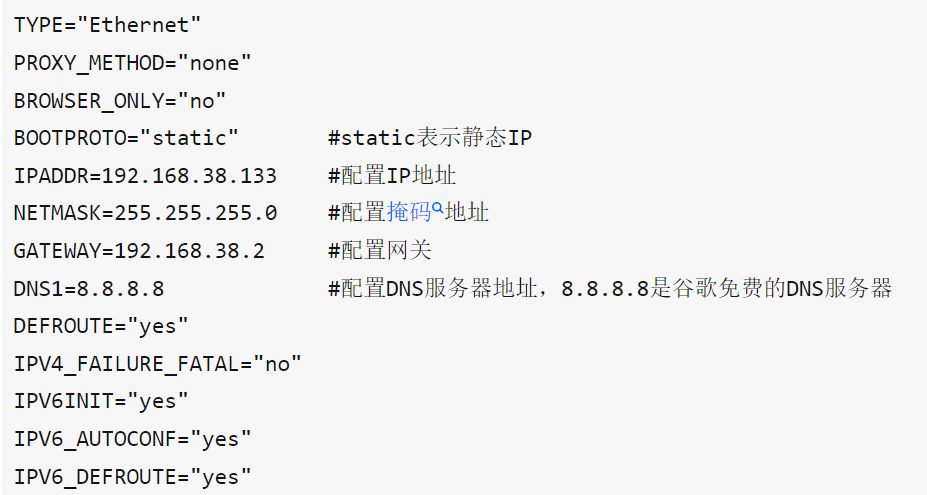 TYPE="Ethernet"
PROXY_METHOD="none"
BROWSER_ONLY="no"
BOOTPROTO="static" #static表示静态IP
IPADDR=192.168.38.133 #配置IP地址
NETMASK=255.255.255.0 #配置掩码地址
GATEWAY=192.168.38.2 #配置网关
DNS1=8.8.8.8 #配置DNS服务器地址，8.8.8.8是谷歌免费的DNS服务器
DEFROUTE="yes"
IPV4_FAILURE_FATAL="no"
IPV6INIT="yes"
IPV6_AUTOCONF="yes"
IPV6_DEFROUTE="yes"